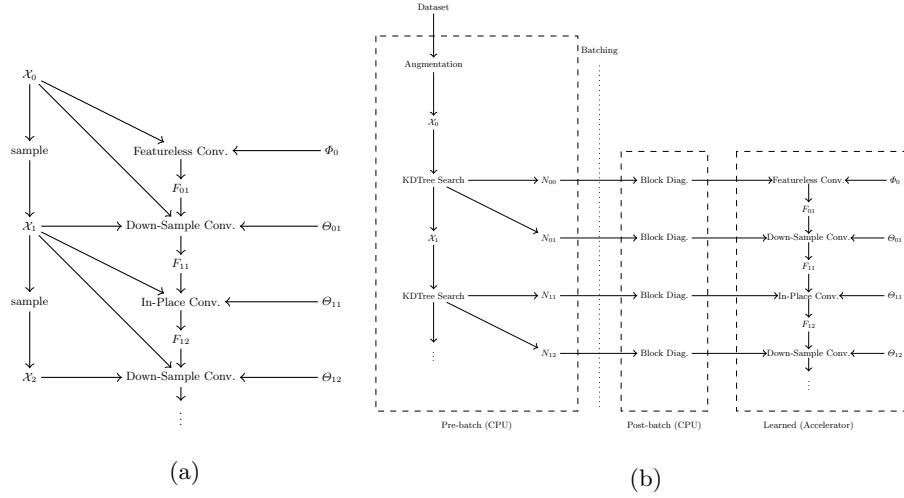 𝒳₀
sample Featureless Conv. Φ₀
F₀₁
𝒳₁ Down-Sample Conv. Θ₀₁
F₁₁
sample In-Place Conv. Θ₁₁
F₁₂
𝒳₂ Down-Sample Conv. Θ₁₂
⋮
(a)
Dataset
Batching
Augmentation
𝒳₀
KDTree Search N₀₀ Block Diag. Featureless Conv. Φ₀
F₀₁
𝒳₁ N₀₁ Block Diag. Down-Sample Conv. Θ₀₁
F₁₁
KDTree Search N₁₁ Block Diag. In-Place Conv. Θ₁₁
F₁₂
⋮ N₁₂ Block Diag. Down-Sample Conv. Θ₁₂
⋮
Pre-batch (CPU) Post-batch (CPU) Learned (Accelerator)
(b)